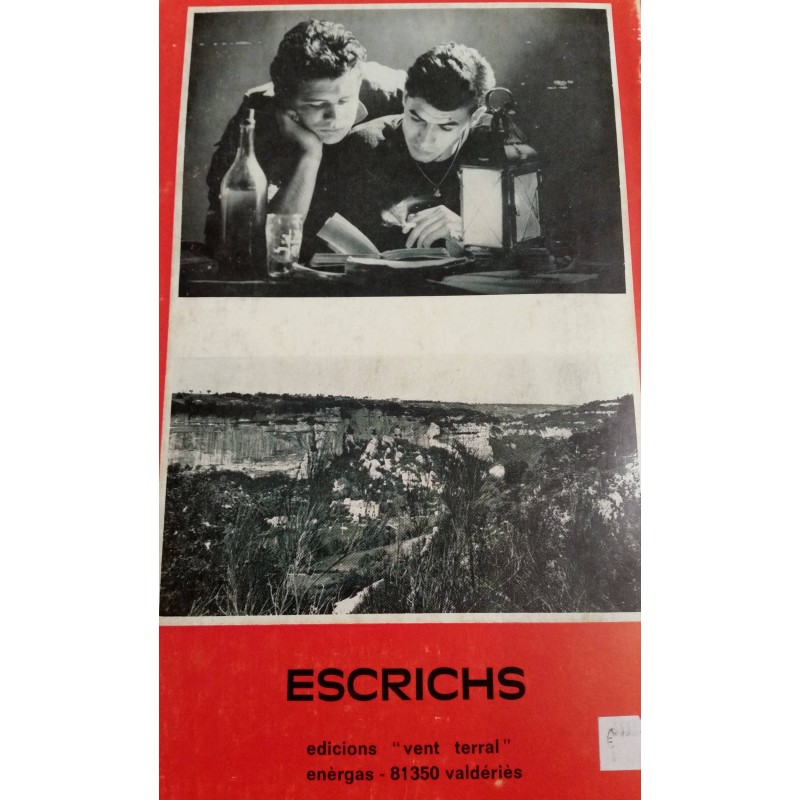 ESCRICHS
edicions "vent terral"
enèrgas - 81350 valdériès